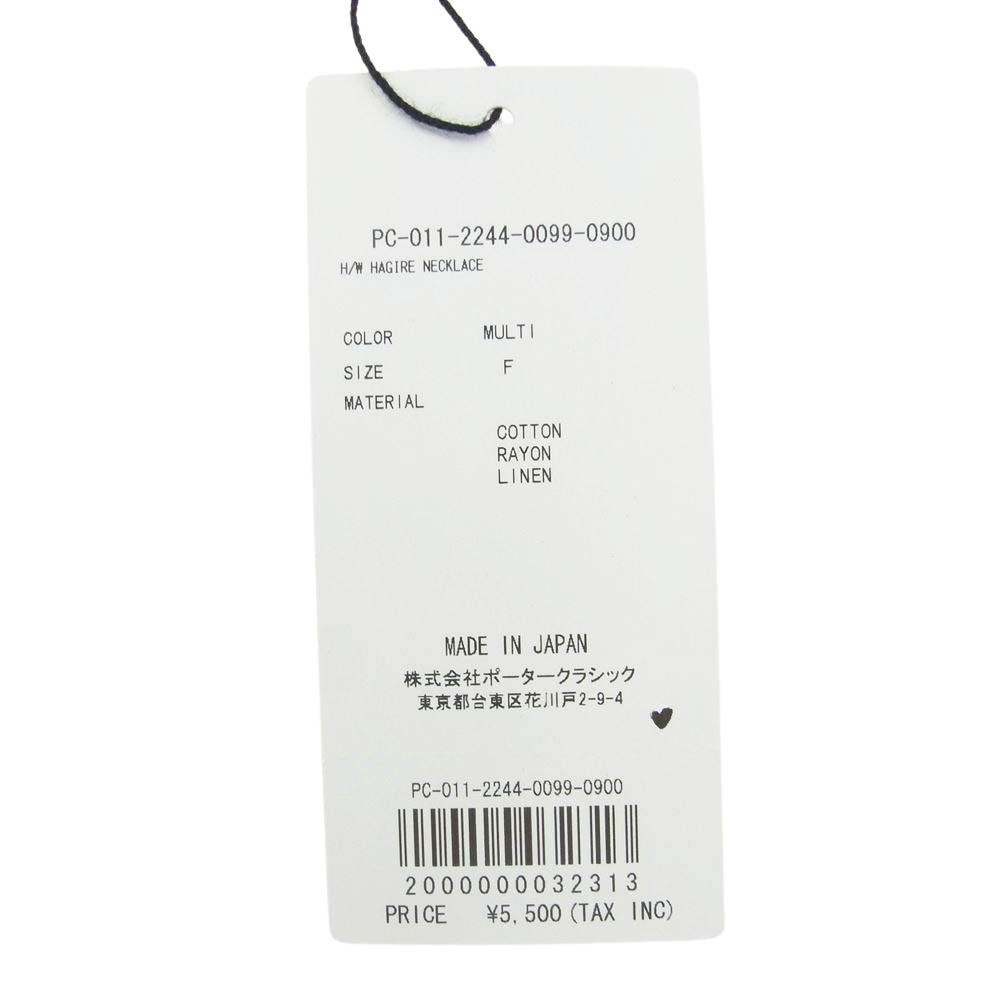 PC-011-2244-0099-0900
H/W HAGIRE NECKLACE
COLOR MULTI
SIZE F
MATERIAL
COTTON
RAYON
LINEN
MADE IN JAPAN
株式会社ポータークラシック
東京都台東区花川戸2-9-4
PC-011-2244-0099-0900
2000000032313
PRICE ¥5,500(TAX INC)